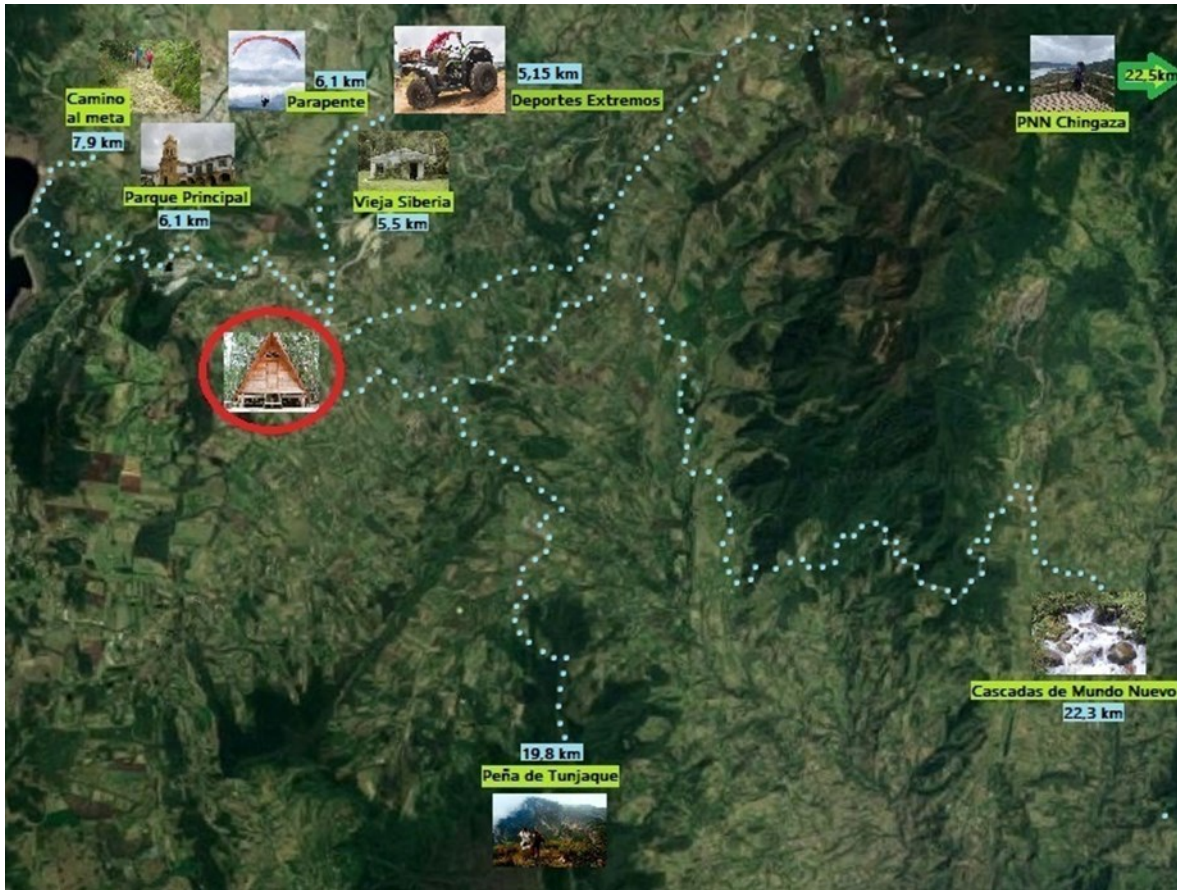 Camino
al meta
7,9 km
6,1 km
Parapente
5,15 km
Deportes Extremos
22,5km
PNN Chingaza
Parque Principal
6,1 km
Vieja Siberia
5,5 km
Cascadas de Mundo Nuevo
22,3 km
19,8 km
Peña de Tunjaque